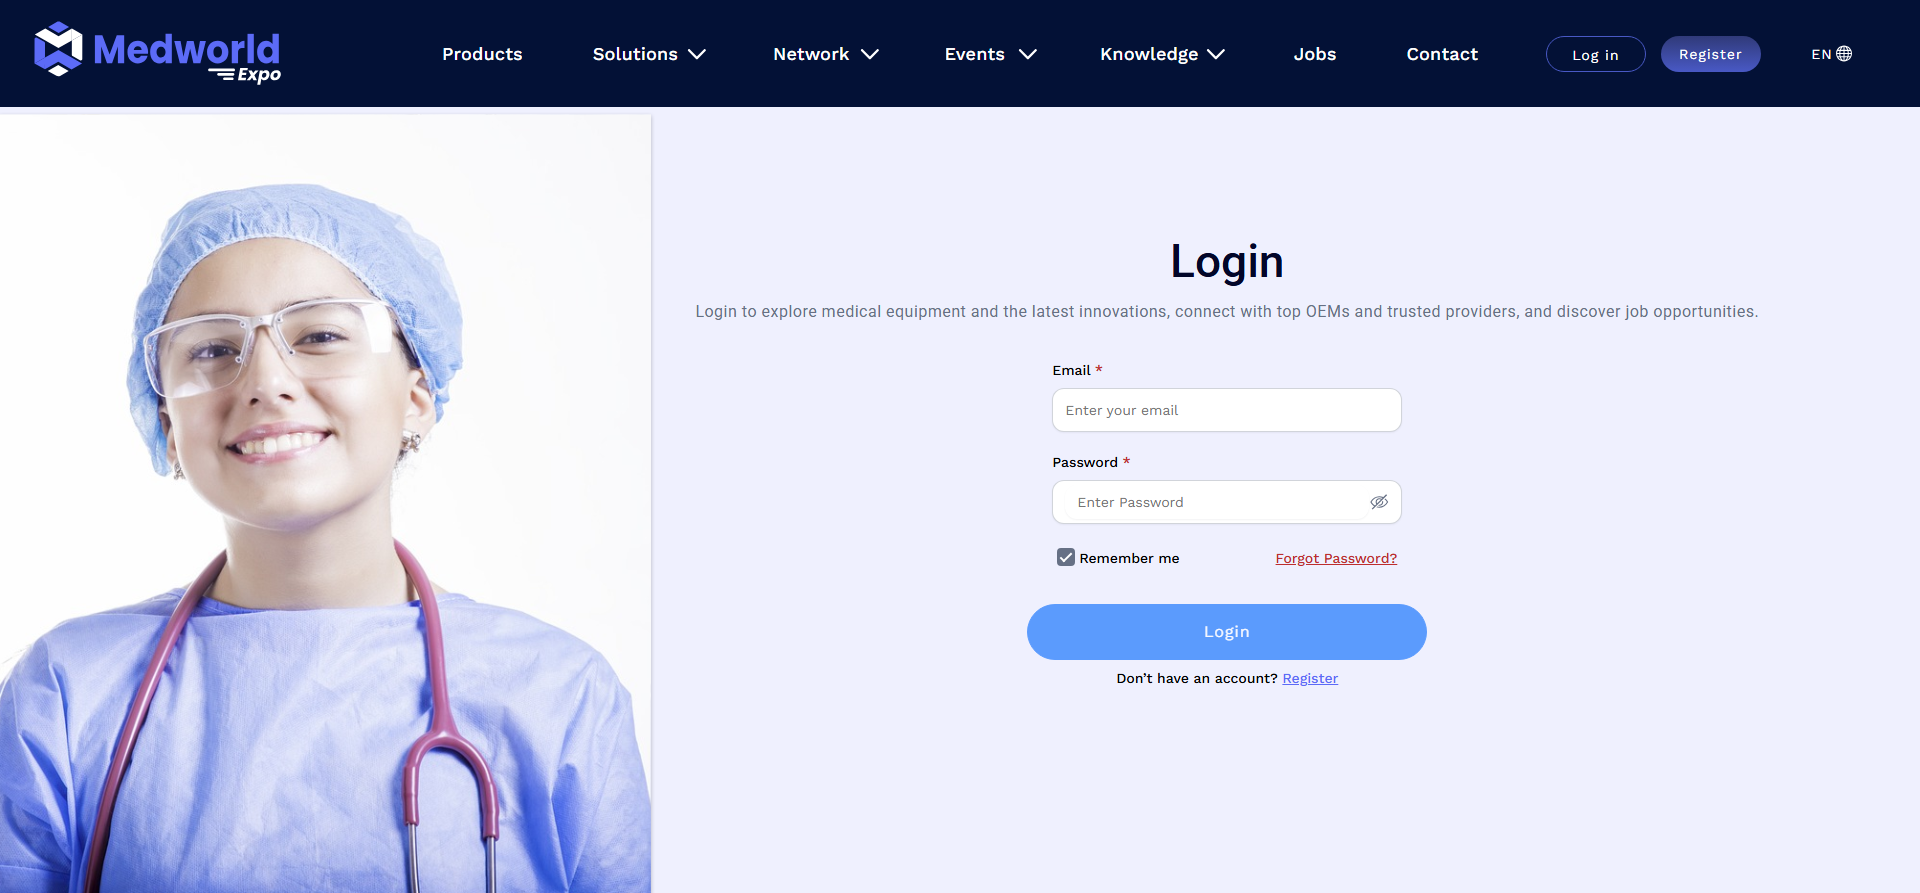 Medworld
Expo
Products
Solutions
Network
Events
Knowledge
Jobs
Contact
Log in
Register
EN
Login
Login to explore medical equipment and the latest innovations, connect with top OEMs and trusted providers, and discover job opportunities.
Email *
Enter your email
Password *
Enter Password
Remember me
Forgot Password?
Login
Don’t have an account? Register